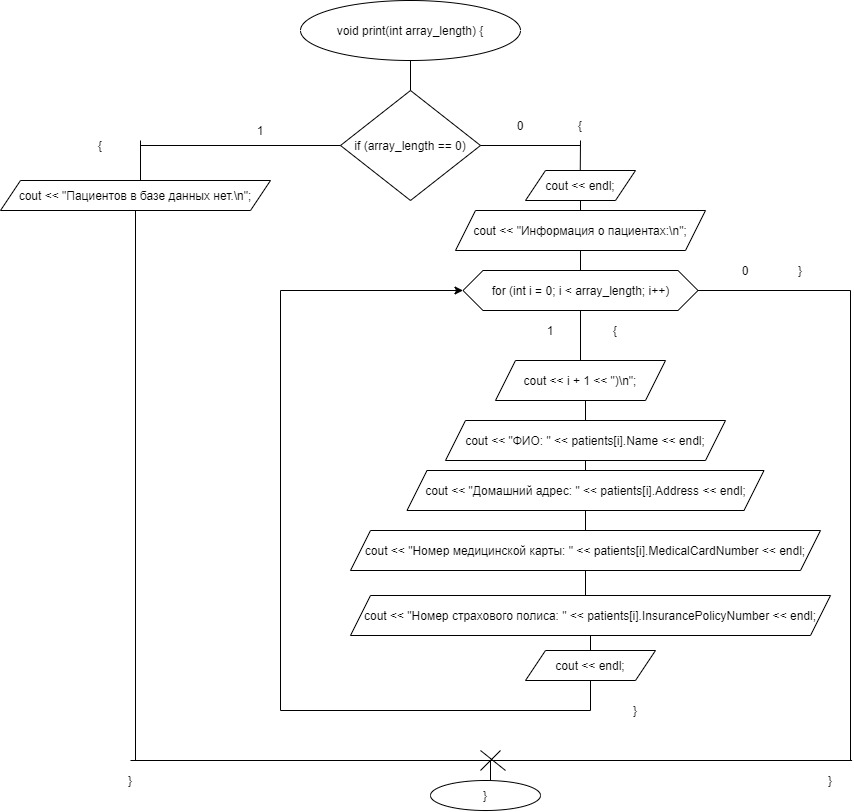 void print(int array_length) {
1
0
{
{
if (array_length == 0)
cout << endl;
cout << "Пациентов в базе данных нет.\n";
cout << "Информация о пациентах:\n";
0
}
for (int i = 0; i < array_length; i++)
1
{
cout << i + 1 << ")\n";
cout << "ФИО: " << patients[i].Name << endl;
cout << "Домашний адрес: " << patients[i].Address << endl;
cout << "Номер медицинской карты: " << patients[i].MedicalCardNumber << endl;
cout << "Номер страхового полиса: " << patients[i].InsurancePolicyNumber << endl;
cout << endl;
}
}
}
}